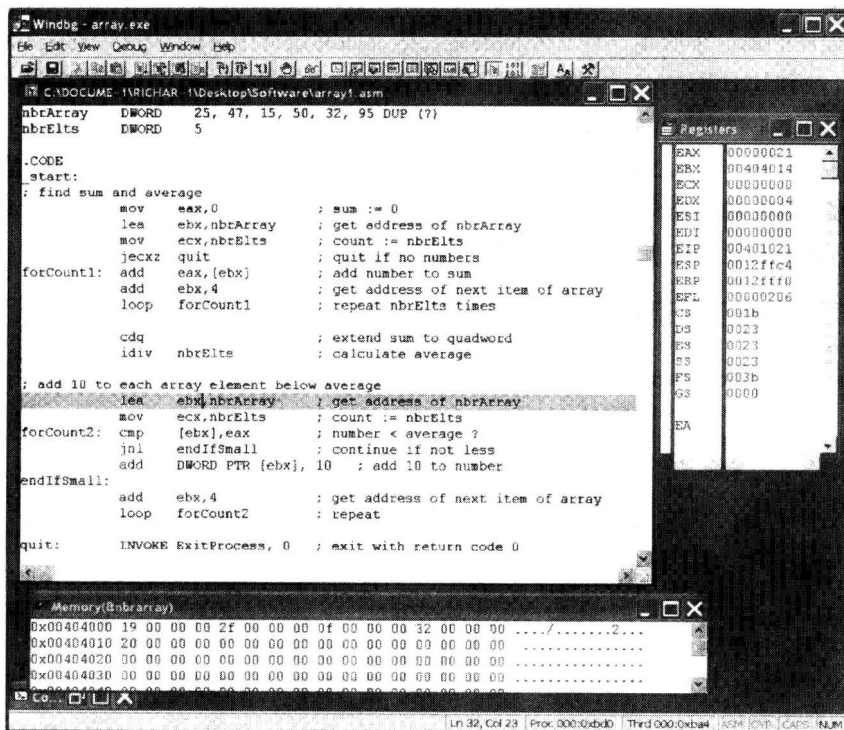 Windbg - array.exe
File Edit View Debug Window Help
C:\DOCUME~1\RICHAR~1\Desktop\Software\array1.asm
nbrArray DWORD 25, 47, 15, 50, 32, 95 DUP (?)
nbrElts DWORD 5
.CODE
_start:
; find sum and average
mov eax,0 ; sum := 0
lea ebx,nbrArray ; get address of nbrArray
mov ecx,nbrElts ; count := nbrElts
jecxz quit ; quit if no numbers
forCount1: add eax,[ebx] ; add number to sum
add ebx,4 ; get address of next item of array
loop forCount1 ; repeat nbrElts times
cdq ; extend sum to quadword
idiv nbrElts ; calculate average
; add 10 to each array element below average
lea ebx,nbrArray ; get address of nbrArray
mov ecx,nbrElts ; count := nbrElts
forCount2: cmp [ebx],eax ; number < average ?
jnl endIfSmall ; continue if not less
add DWORD PTR [ebx], 10 ; add 10 to number
endIfSmall:
add ebx,4 ; get address of next item of array
loop forCount2 ; repeat
quit: INVOKE ExitProcess, 0 ; exit with return code 0
Registers
EAX 00000021
EBX 00404014
ECX 00000000
EDX 00000004
ESI 00000000
EDI 00000000
EIP 00401021
ESP 0012ffc4
EBP 0012fff0
EFL 00000206
CS 001b
DS 0023
ES 0023
SS 0023
FS 003b
GS 0000
EA
Memory(&nbrarray)
0x00404000 19 00 00 00 2f 00 00 00 0f 00 00 00 32 00 00 00 ..../.......2...
0x00404010 20 00 00 00 00 00 00 00 00 00 00 00 00 00 00 00 ...............
0x00404020 00 00 00 00 00 00 00 00 00 00 00 00 00 00 00 00 ................
0x00404030 00 00 00 00 00 00 00 00 00 00 00 00 00 00 00 00 ................
Co...
Ln 32, Col 23 Proc 000:0xbd0 Thrd 000:0xba4 ASM OVR CAPS NUM